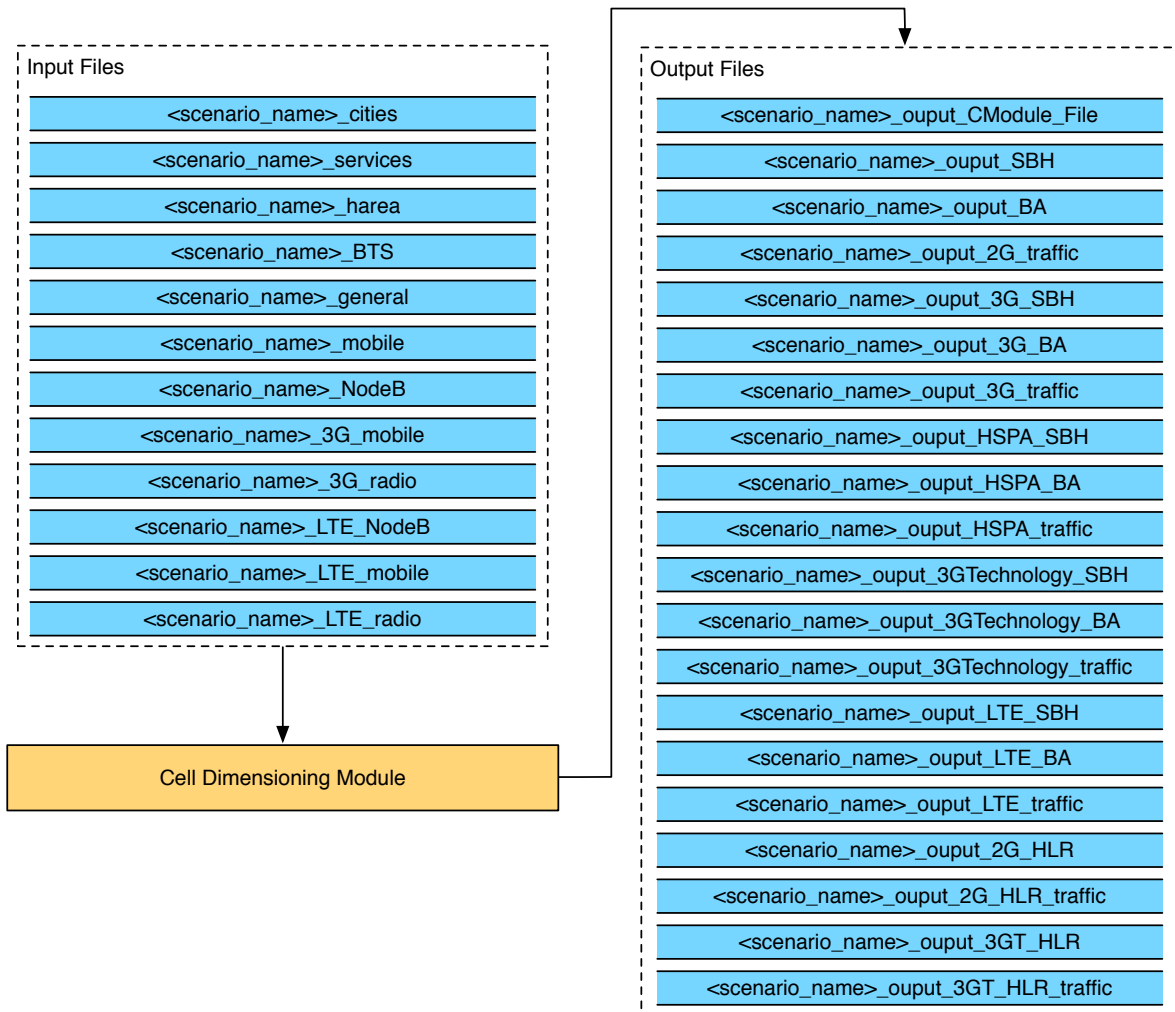 Input Files
<scenario_name>_cities
<scenario_name>_services
<scenario_name>_harea
<scenario_name>_BTS
<scenario_name>_general
<scenario_name>_mobile
<scenario_name>_NodeB
<scenario_name>_3G_mobile
<scenario_name>_3G_radio
<scenario_name>_LTE_NodeB
<scenario_name>_LTE_mobile
<scenario_name>_LTE_radio
Cell Dimensioning Module
Output Files
<scenario_name>_ouput_CModule_File
<scenario_name>_ouput_SBH
<scenario_name>_ouput_BA
<scenario_name>_ouput_2G_traffic
<scenario_name>_ouput_3G_SBH
<scenario_name>_ouput_3G_BA
<scenario_name>_ouput_3G_traffic
<scenario_name>_ouput_HSPA_SBH
<scenario_name>_ouput_HSPA_BA
<scenario_name>_ouput_HSPA_traffic
<scenario_name>_ouput_3GTechnology_SBH
<scenario_name>_ouput_3GTechnology_BA
<scenario_name>_ouput_3GTechnology_traffic
<scenario_name>_ouput_LTE_SBH
<scenario_name>_ouput_LTE_BA
<scenario_name>_ouput_LTE_traffic
<scenario_name>_ouput_2G_HLR
<scenario_name>_ouput_2G_HLR_traffic
<scenario_name>_ouput_3GT_HLR
<scenario_name>_ouput_3GT_HLR_traffic